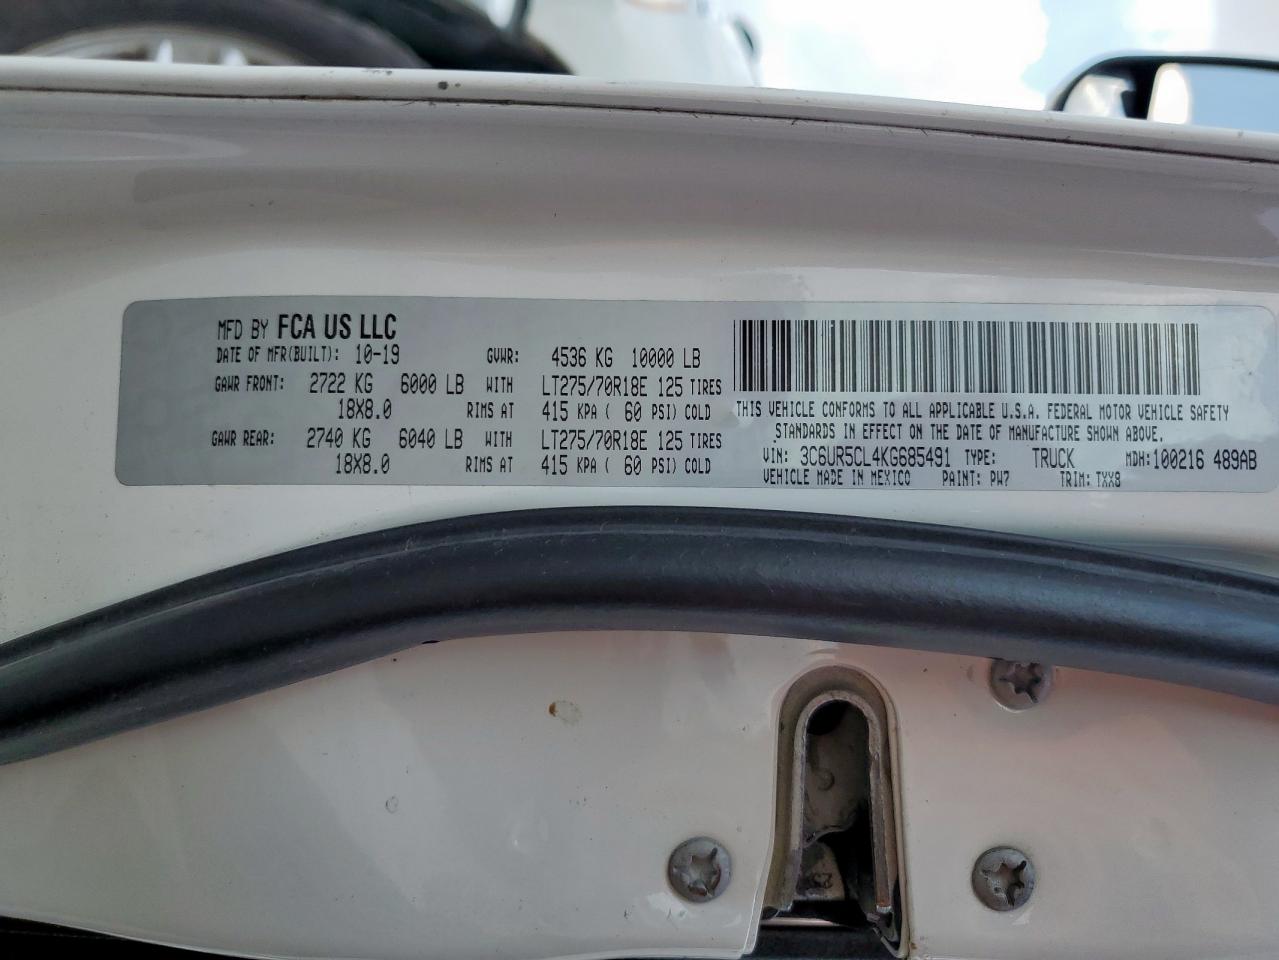 MFD BY FCA US LLC
DATE OF MFR(BUILT): 10-19 GVWR: 4536 KG 10000 LB
GAWR FRONT: 2722 KG 6000 LB WITH LT275/70R18E 125 TIRES
18X8.0 RIMS AT 415 KPA ( 60 PSI) COLD
GAWR REAR: 2740 KG 6040 LB WITH LT275/70R18E 125 TIRES
18X8.0 RIMS AT 415 KPA ( 60 PSI) COLD
THIS VEHICLE CONFORMS TO ALL APPLICABLE U.S.A. FEDERAL MOTOR VEHICLE SAFETY
STANDARDS IN EFFECT ON THE DATE OF MANUFACTURE SHOWN ABOVE.
VIN: 3C6UR5CL4KG685491 TYPE: TRUCK MDH:100216 489AB
VEHICLE MADE IN MEXICO PAINT: PW7 TRIM: TXX8